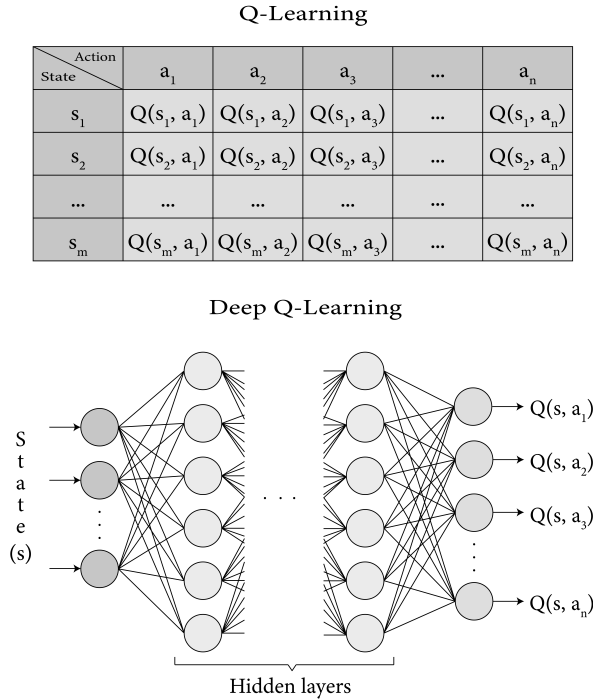 Q-Learning
Action
State a₁ a₂ a₃ ... aₙ
s₁ Q(s₁, a₁) Q(s₁, a₂) Q(s₁, a₃) ... Q(s₁, aₙ)
s₂ Q(s₂, a₁) Q(s₂, a₂) Q(s₂, a₃) ... Q(s₂, aₙ)
... ... ... ... ... ...
sₘ Q(sₘ, a₁) Q(sₘ, a₂) Q(sₘ, a₃) ... Q(sₘ, aₙ)
Deep Q-Learning
State (s)
. . .
Q(s, a₁)
Q(s, a₂)
Q(s, a₃)
Q(s, aₙ)
Hidden layers